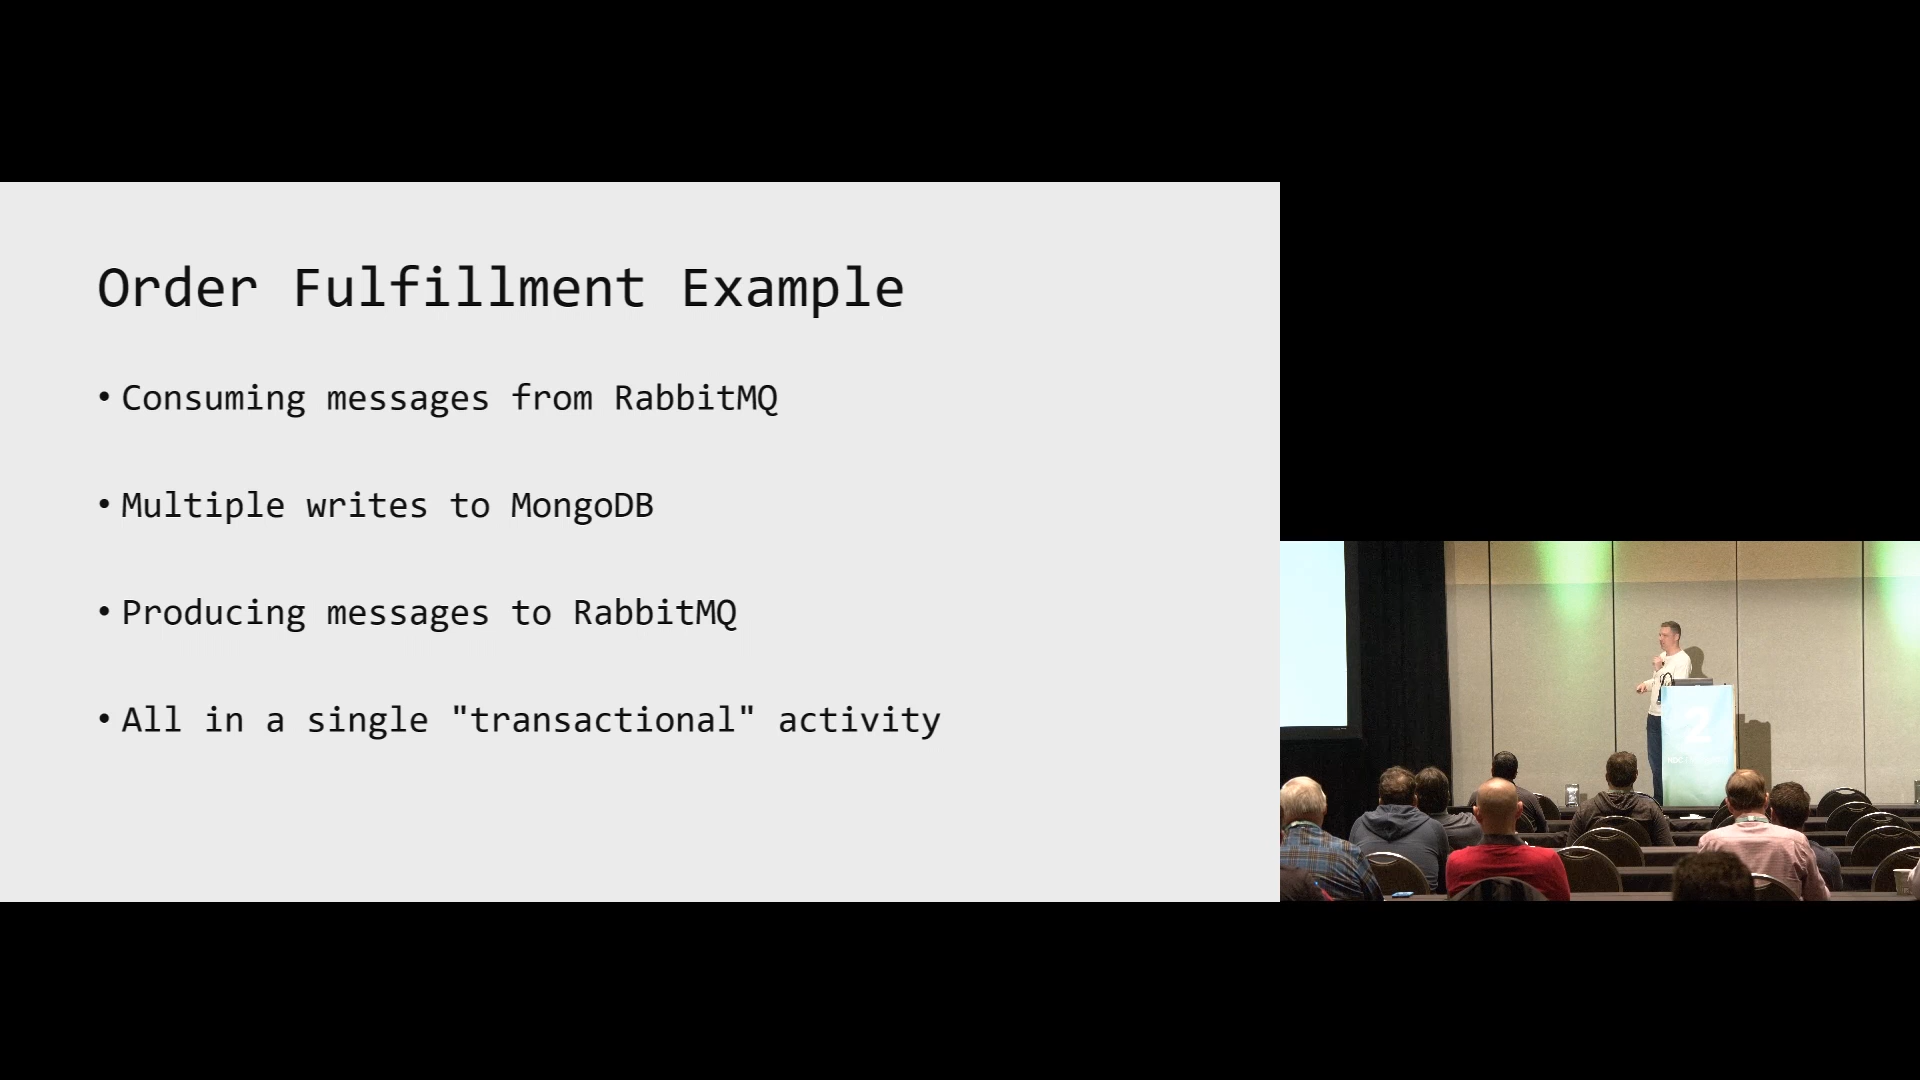 Order Fulfillment Example
• Consuming messages from RabbitMQ
• Multiple writes to MongoDB
• Producing messages to RabbitMQ
• All in a single "transactional" activity
2